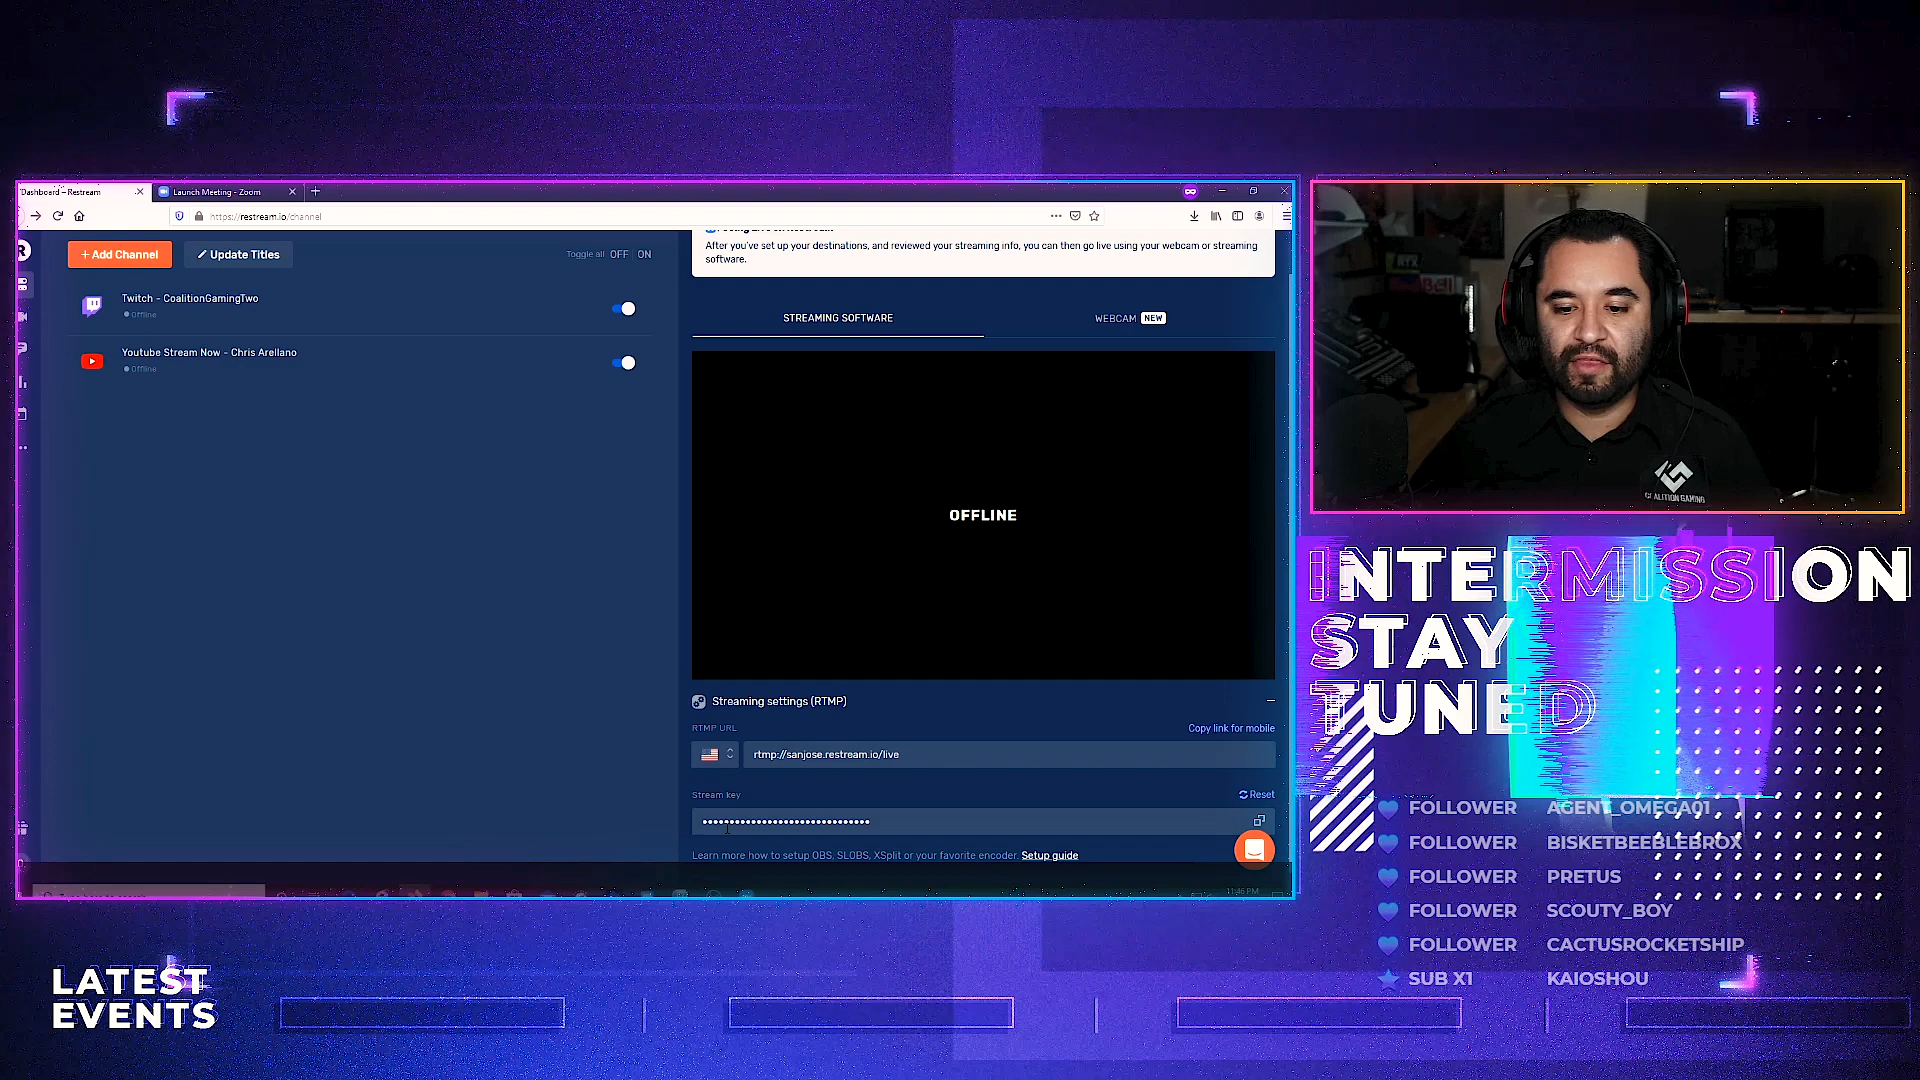 Dashboard – Restream
Launch Meeting - Zoom
https://restream.io/channel
+ Add Channel
Update Titles
Toggle all OFF ON
Twitch - CoalitionGamingTwo
Offline
Youtube Stream Now - Chris Arellano
Offline
After you've set up your destinations, and reviewed your streaming info, you can then go live using your webcam or streaming
software.
STREAMING SOFTWARE
WEBCAM NEW
OFFLINE
Streaming settings (RTMP)
RTMP URL
Copy link for mobile
rtmp://sanjose.restream.io/live
Stream key
Reset
Learn more how to setup OBS, SLOBS, XSplit or your favorite encoder. Setup guide
11:46 PM
COALITION GAMING
INTERMISSION
STAY
TUNED
FOLLOWER AGENT_OMEGA01
FOLLOWER BISKETBEEBLEBROX
FOLLOWER PRETUS
FOLLOWER SCOUTY_BOY
FOLLOWER CACTUSROCKETSHIP
SUB X1 KAIOSHOU
LATEST
EVENTS